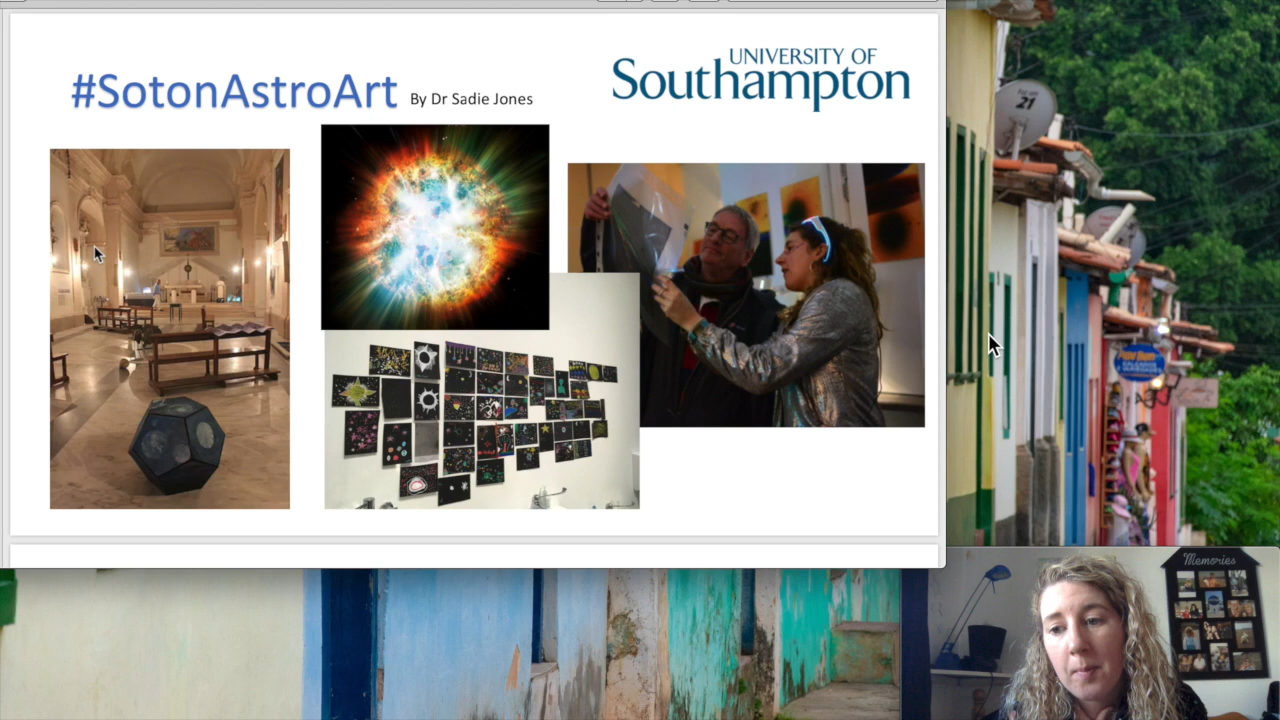 #SotonAstroArt By Dr Sadie Jones
UNIVERSITY OF
Southampton
21
Memories